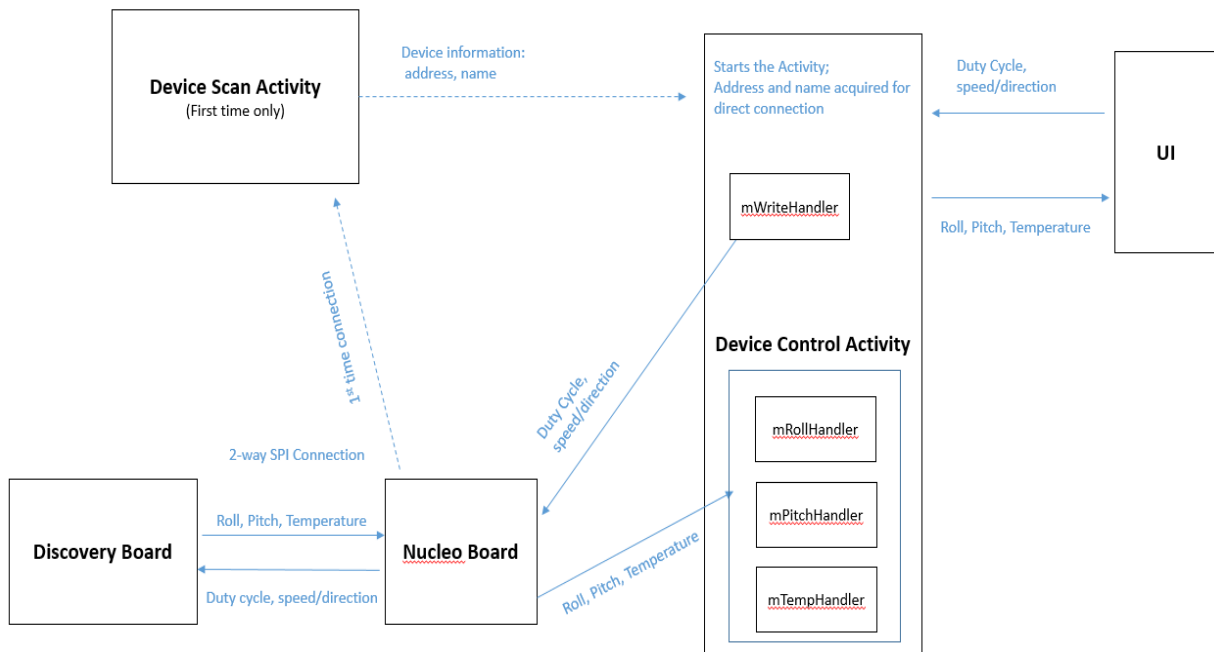 Device Scan Activity
(First time only)
Device information:
address, name
Starts the Activity;
Address and name acquired for
direct connection
Duty Cycle,
speed/direction
UI
mWriteHandler
Roll, Pitch, Temperature
1st time connection
Duty Cycle,
speed/direction
Device Control Activity
mRollHandler
mPitchHandler
mTempHandler
2-way SPI Connection
Discovery Board
Roll, Pitch, Temperature
Duty cycle, speed/direction
Nucleo Board
Roll, Pitch, Temperature